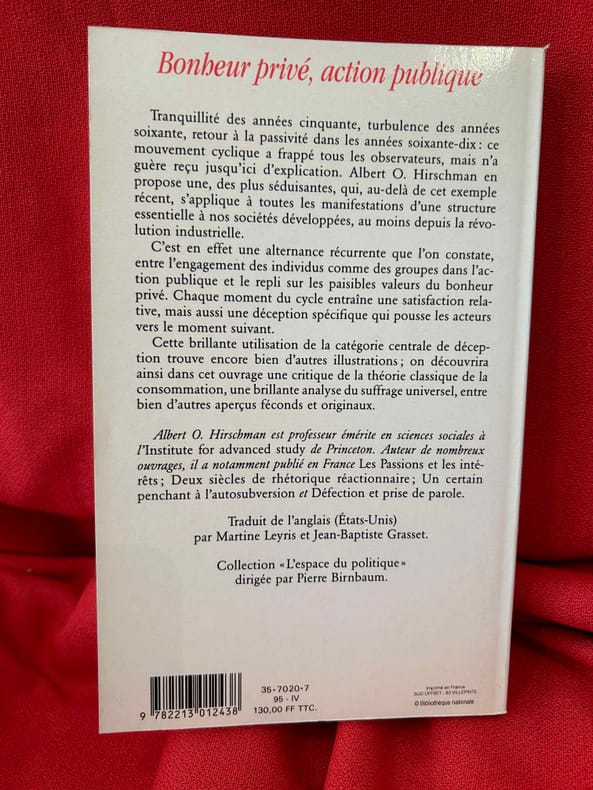 Bonheur privé, action publique
Tranquillité des années cinquante, turbulence des années
soixante, retour à la passivité dans les années soixante-dix : ce
mouvement cyclique a frappé tous les observateurs, mais n'a
guère reçu jusqu'ici d'explication. Albert O. Hirschman en
propose une, des plus séduisantes, qui, au-delà de cet exemple
récent, s'applique à toutes les manifestations d'une structure
essentielle à nos sociétés développées, au moins depuis la révo-
lution industrielle.
C'est en effet une alternance récurrente que l'on constate,
entre l'engagement des individus comme des groupes dans l'ac-
tion publique et le repli sur les paisibles valeurs du bonheur
privé. Chaque moment du cycle entraîne une satisfaction rela-
tive, mais aussi une déception spécifique qui pousse les acteurs
vers le moment suivant.
Cette brillante utilisation de la catégorie centrale de décep-
tion trouve encore bien d'autres illustrations ; on découvrira
ainsi dans cet ouvrage une critique de la théorie classique de la
consommation, une brillante analyse du suffrage universel, entre
bien d'autres aperçus féconds et originaux.
Albert O. Hirschman est professeur émérite en sciences sociales à
l'Institute for advanced study de Princeton. Auteur de nombreux
ouvrages, il a notamment publié en France Les Passions et les inté-
rêts ; Deux siècles de rhétorique réactionnaire ; Un certain
penchant à l'autosubversion et Défection et prise de parole.
Traduit de l'anglais (États-Unis)
par Martine Leyris et Jean-Baptiste Grasset.
Collection « L'espace du politique »
dirigée par Pierre Birnbaum.
35-7020-7
95 - IV
130,00 FF TTC.
9 782213 012438
Imprimé en France
SUD OFFSET - 93 VILLEPINTE
© Bibliothèque nationale